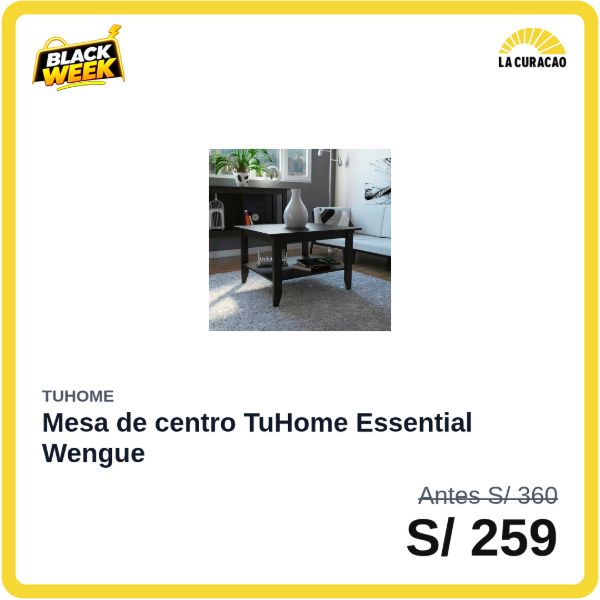 BLACK
WEEK
LA CURACAO
TUHOME
Mesa de centro TuHome Essential
Wengue
Antes S/ 360
S/ 259